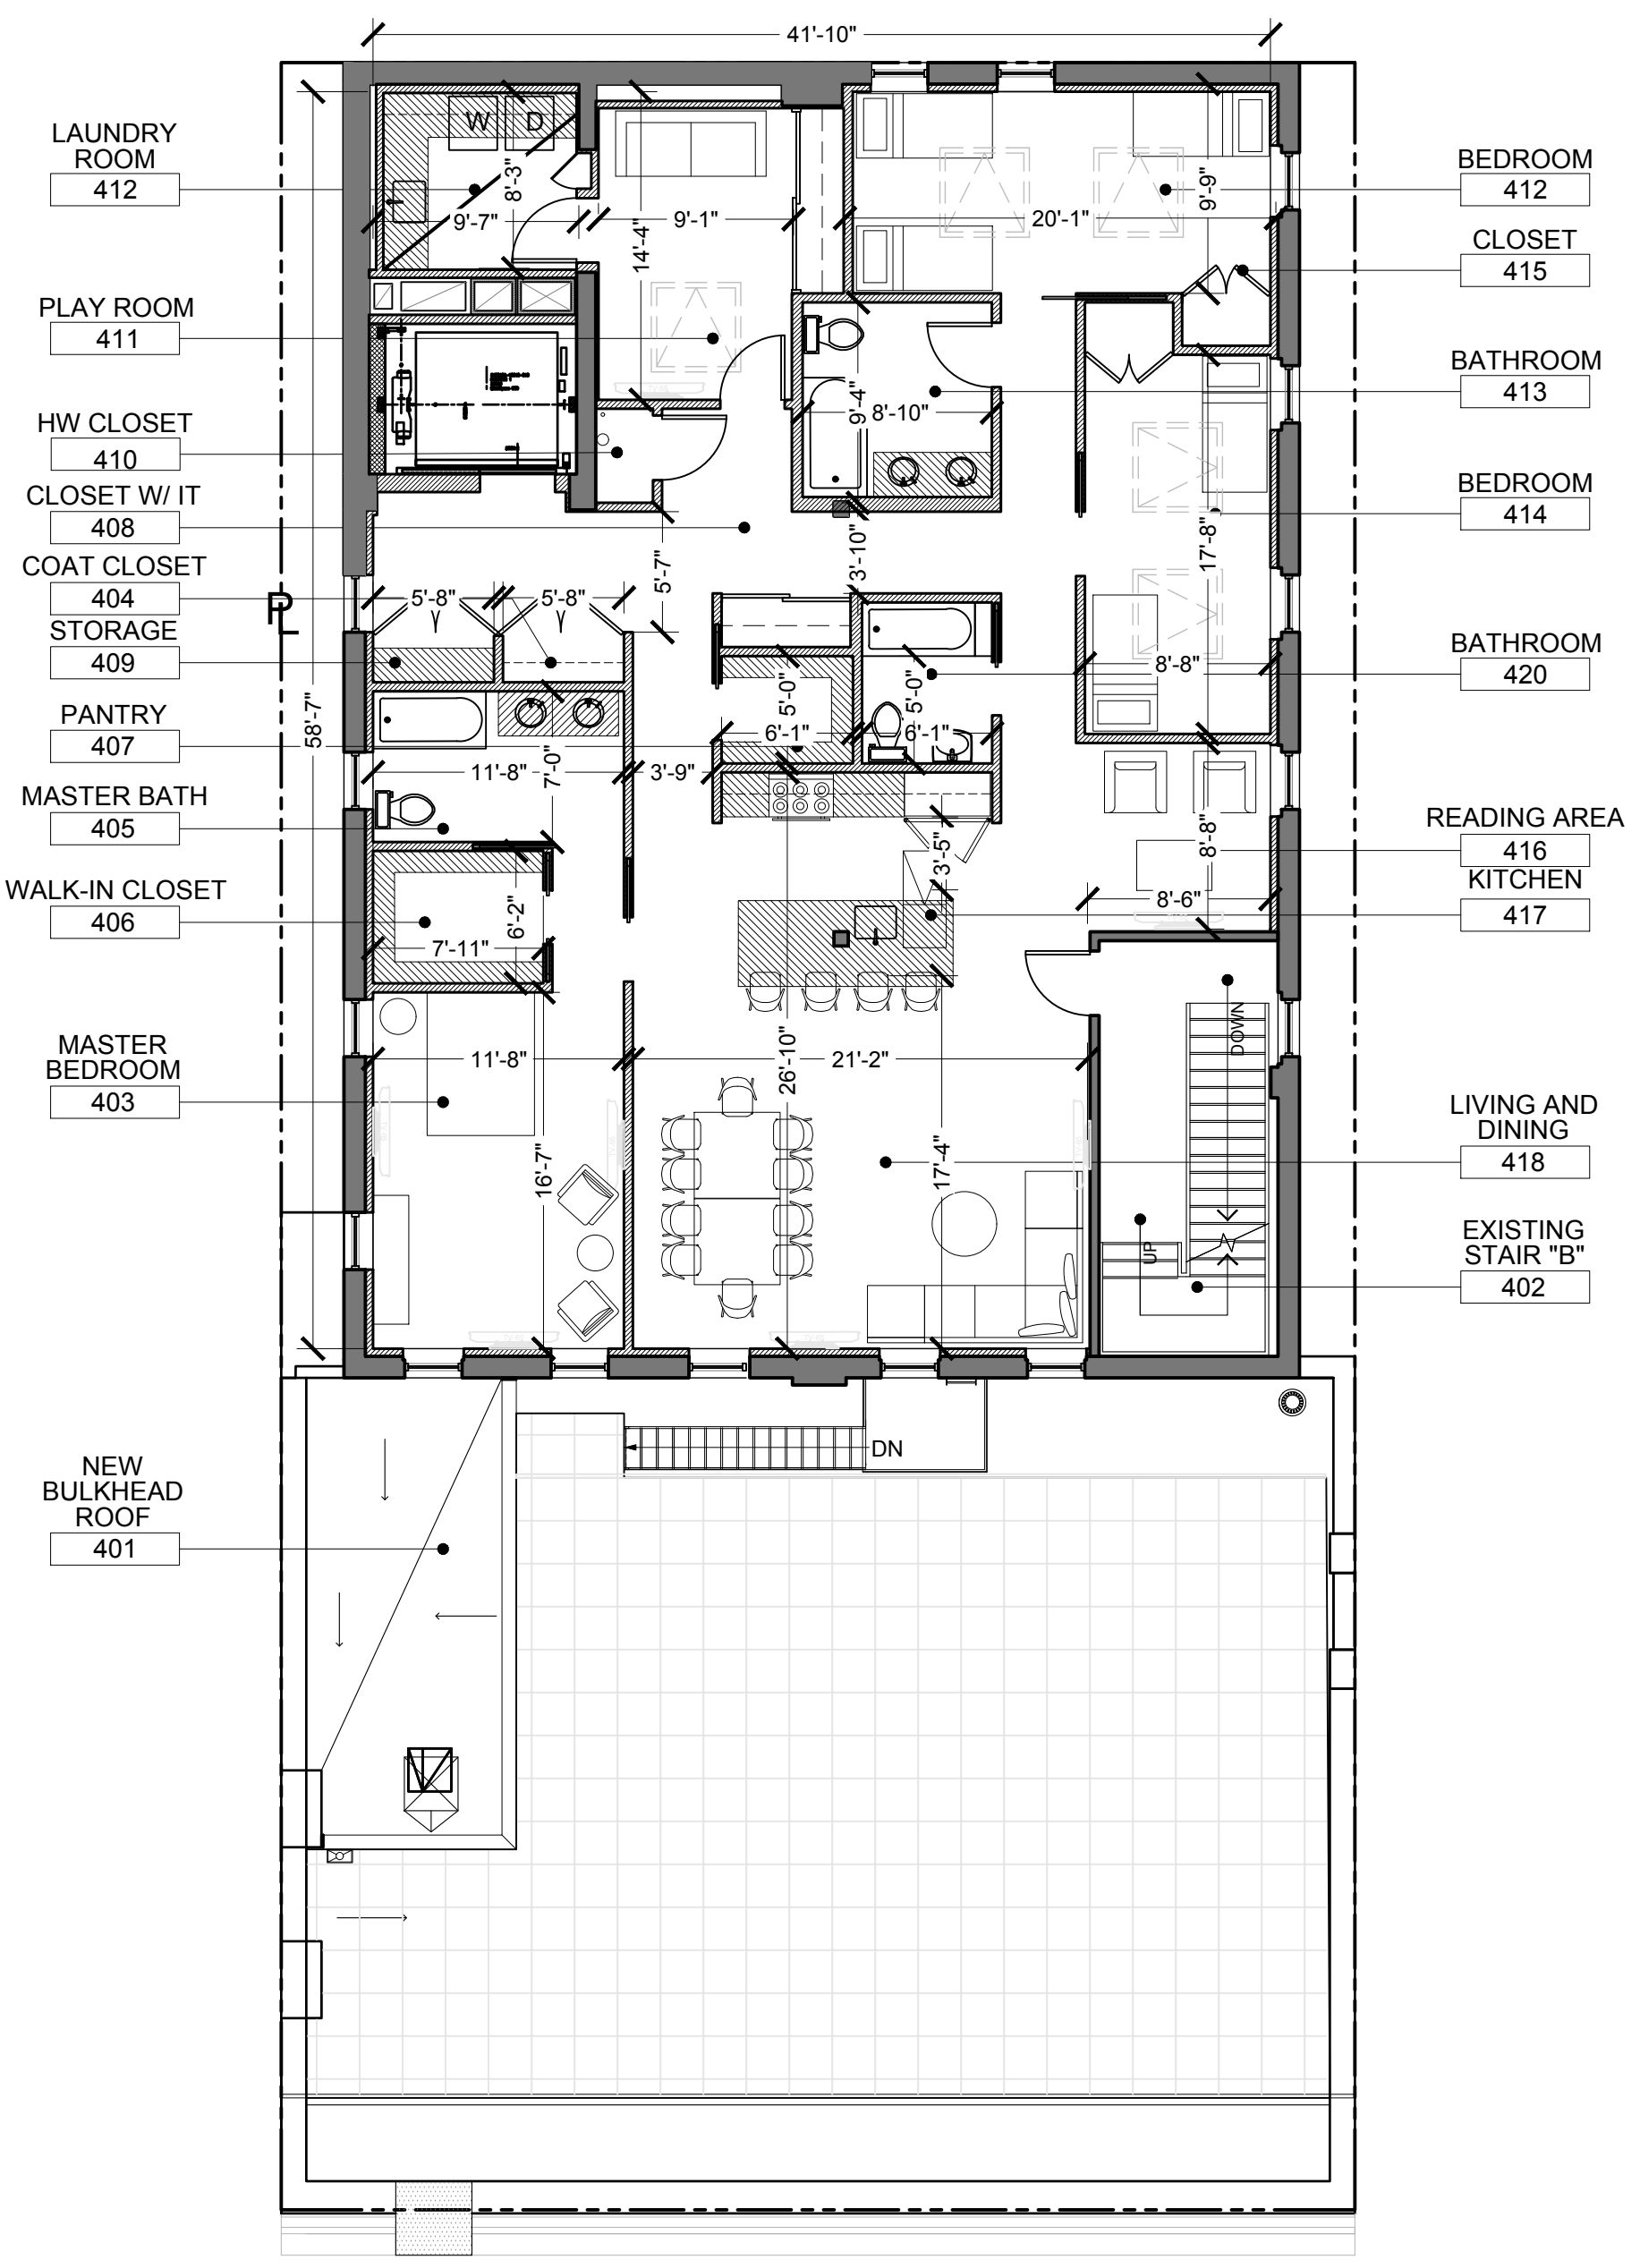 41'-10"
LAUNDRY
ROOM
412
PLAY ROOM
411
HW CLOSET
410
CLOSET W/ IT
408
COAT CLOSET
404
STORAGE
409
PANTRY
407
MASTER BATH
405
WALK-IN CLOSET
406
MASTER
BEDROOM
403
NEW
BULKHEAD
ROOF
401
BEDROOM
412
CLOSET
415
BATHROOM
413
BEDROOM
414
BATHROOM
420
READING AREA
416
KITCHEN
417
LIVING AND
DINING
418
EXISTING
STAIR "B"
402
W D
8'-3"
9'-7"
9'-1"
14'-4"
20'-1"
9'-9"
9'-4"
8'-10"
17'-8"
3'-10"
5'-7"
5'-8" 5'-8"
PL
58'-7"
8'-8"
5'-0"
5'-0"
6'-1" 6'-1"
11'-8"
7'-0"
3'-9"
3'-5"
8'-8"
8'-6"
6'-2"
7'-11"
11'-8"
26'-10"
21'-2"
16'-7"
17'-4"
DOWN
UP
DN